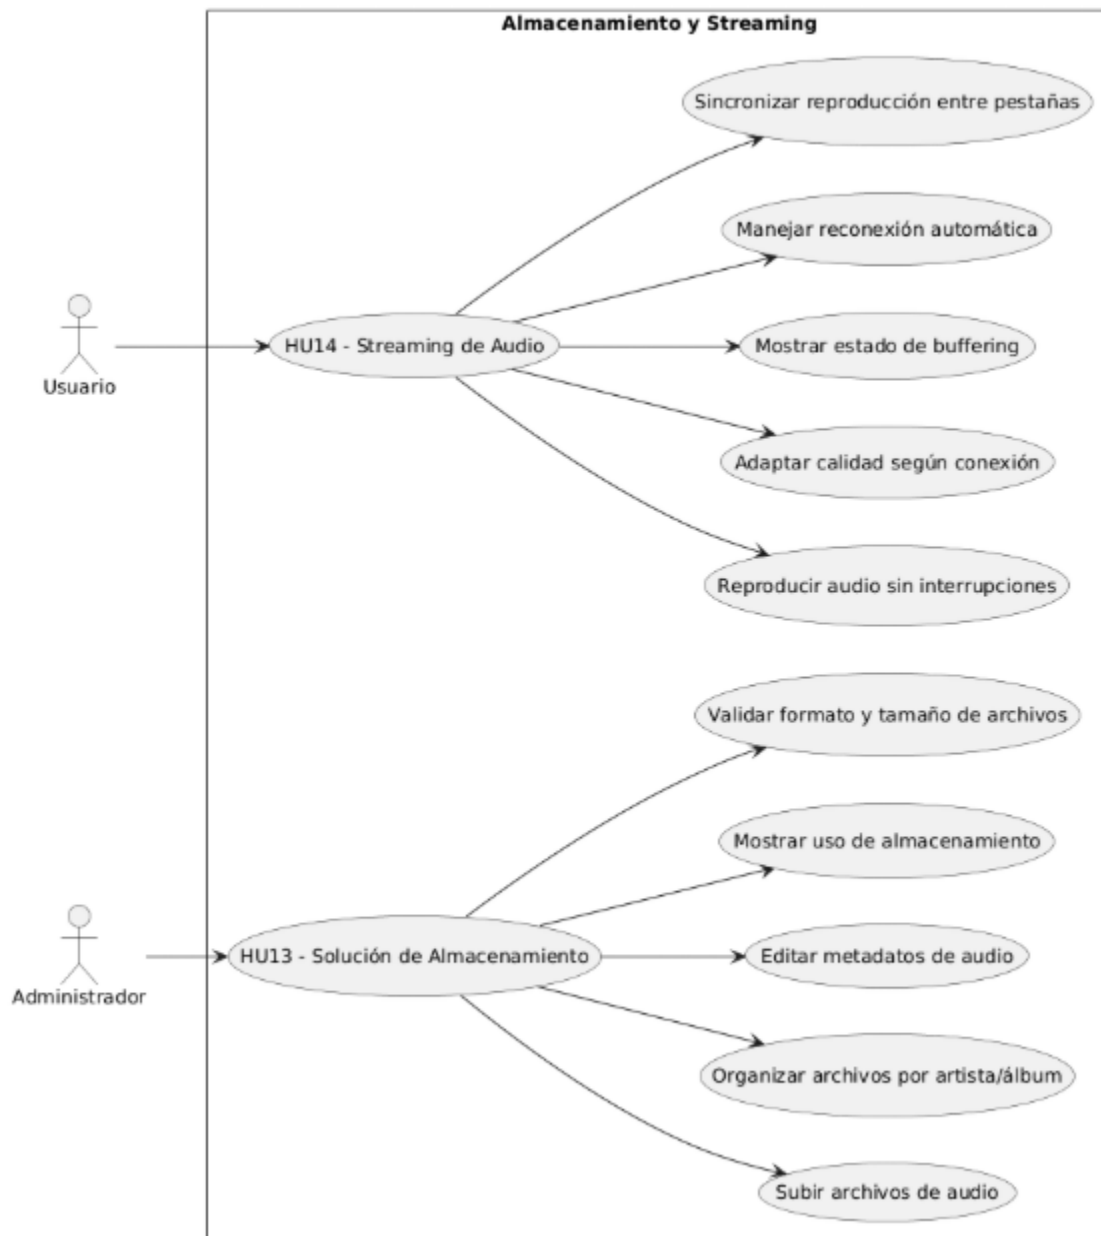 Almacenamiento y Streaming
Sincronizar reproducción entre pestañas
Manejar reconexión automática
Usuario
HU14 - Streaming de Audio
Mostrar estado de buffering
Adaptar calidad según conexión
Reproducir audio sin interrupciones
Validar formato y tamaño de archivos
Mostrar uso de almacenamiento
Administrador
HU13 - Solución de Almacenamiento
Editar metadatos de audio
Organizar archivos por artista/álbum
Subir archivos de audio